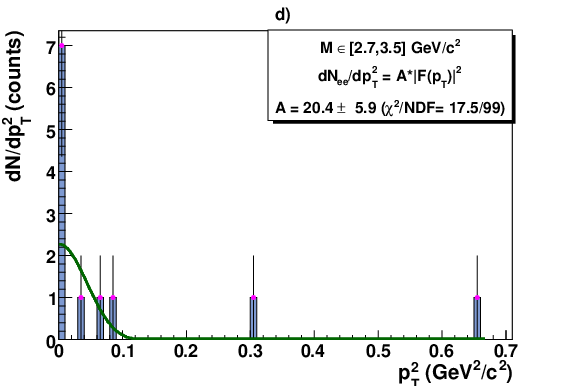 d)
M ∈ [2.7,3.5] GeV/c²
dNₑₑ/dp_T² = A*|F(p_T)|²
A = 20.4 ± 5.9 (χ²/NDF= 17.5/99)
dN/dp_T² (counts)
7
6
5
4
3
2
1
0
0 0.1 0.2 0.3 0.4 0.5 0.6 0.7
p_T² (GeV²/c²)